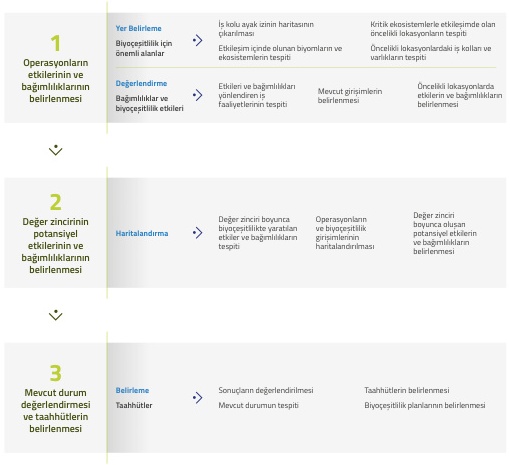 1
Operasyonların
etkilerinin ve
bağımlılıklarının
belirlenmesi
Yer Belirleme
Biyoçeşitlilik için
önemli alanlar
İş kolu ayak izinin haritasının
çıkarılması
Etkileşim içinde olunan biyomların ve
ekosistemlerin tespiti
Kritik ekosistemlerle etkileşimde olan
öncelikli lokasyonların tespiti
Öncelikli lokasyonlardaki iş kolları ve
varlıkların tespiti
Değerlendirme
Bağımlılıklar ve
biyoçeşitlilik etkileri
Etkileri ve bağımlılıkları
yönlendiren iş
faaliyetlerinin tespiti
Mevcut girişimlerin
belirlenmesi
Öncelikli lokasyonlarda
etkilerin ve bağımlılıkların
belirlenmesi
2
Değer zincirinin
potansiyel
etkilerinin ve
bağımlılıklarının
belirlenmesi
Haritalandırma
Değer zinciri boyunca
biyoçeşitlilikte yaratılan
etkiler ve bağımlılıkların
tespiti
Operasyonların
ve biyoçeşitlilik
girişimlerinin
haritalandırılması
Değer zinciri
boyunca oluşan
potansiyel etkilerin
ve bağımlılıkların
belirlenmesi
3
Mevcut durum
değerlendirmesi
ve taahhütlerin
belirlenmesi
Belirleme
Taahhütler
Sonuçların değerlendirilmesi
Mevcut durumun tespiti
Taahhütlerin belirlenmesi
Biyoçeşitlilik planlarının belirlenmesi